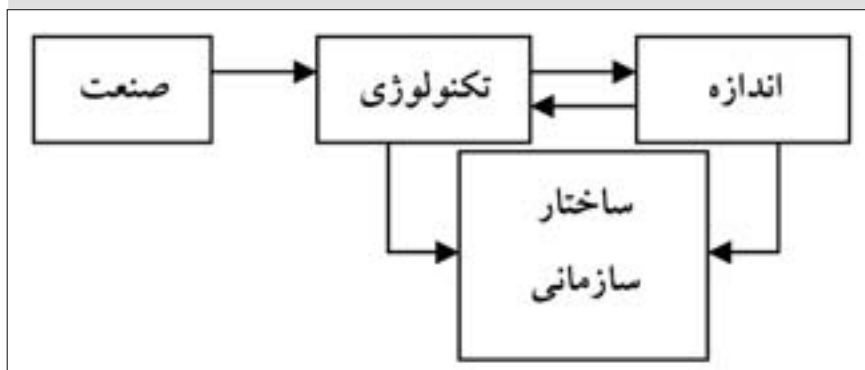 صنعت
تکنولوژی
اندازه
ساختار
سازمانی